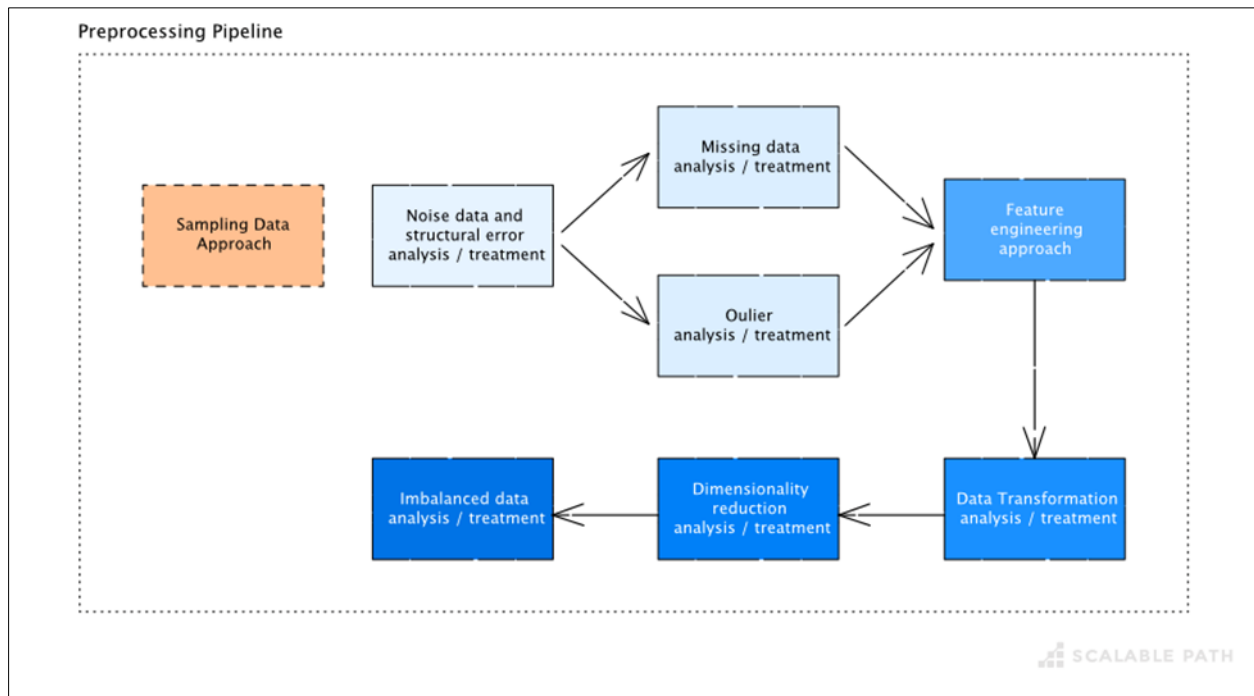 Preprocessing Pipeline
Sampling Data
Approach
Noise data and
structural error
analysis / treatment
Missing data
analysis / treatment
Oulier
analysis / treatment
Feature
engineering
approach
Data Transformation
analysis / treatment
Dimensionality
reduction
analysis / treatment
Imbalanced data
analysis / treatment
SCALABLE PATH